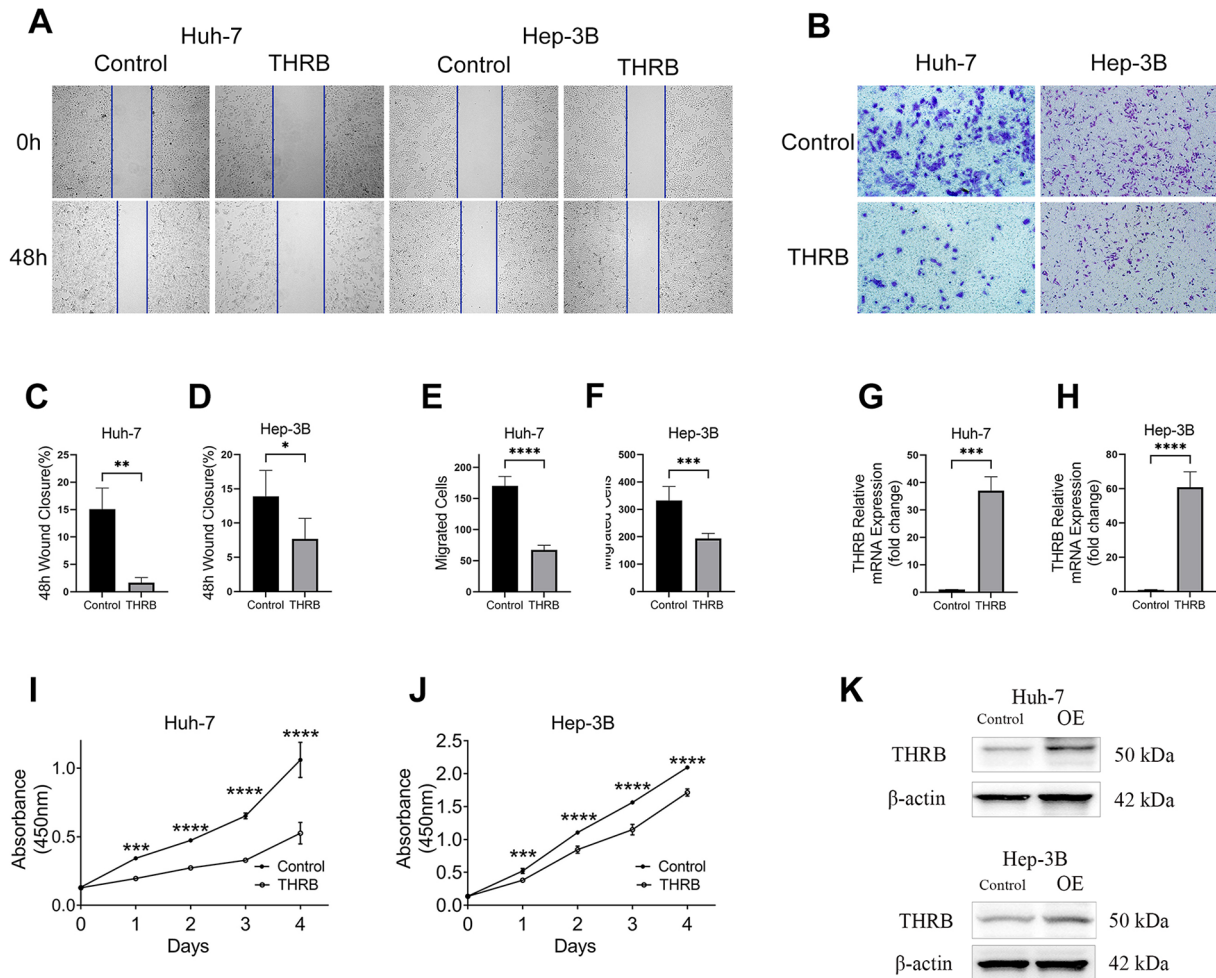 A
Huh-7
Hep-3B
Control
THRB
Control
THRB
0h
48h
B
Huh-7
Hep-3B
Control
THRB
C
Huh-7
**
48h Wound Closure(%)
25
20
15
10
5
0
Control THRB
D
Hep-3B
*
48h Wound Closure(%)
20
15
10
5
0
Control THRB
E
Huh-7
****
Migrated Cells
150
100
50
0
Control THRB
F
Hep-3B
***
Migrated Cells
500
400
300
200
100
0
Control THRB
G
Huh-7
***
THRB Relative
mRNA Expression
(fold change)
50
40
30
20
10
0
Control THRB
H
Hep-3B
****
THRB Relative
mRNA Expression
(fold change)
80
60
40
20
0
Control THRB
I
Huh-7
Absorbance
(450nm)
1.0
0.5
0.0
***
****
****
****
Control
THRB
0 1 2 3 4
Days
J
Hep-3B
Absorbance
(450nm)
2.5
2.0
1.5
1.0
0.5
0.0
***
****
****
****
Control
THRB
0 1 2 3 4
Days
K
Huh-7
Control OE
THRB 50 kDa
β-actin 42 kDa
Hep-3B
Control OE
THRB 50 kDa
β-actin 42 kDa